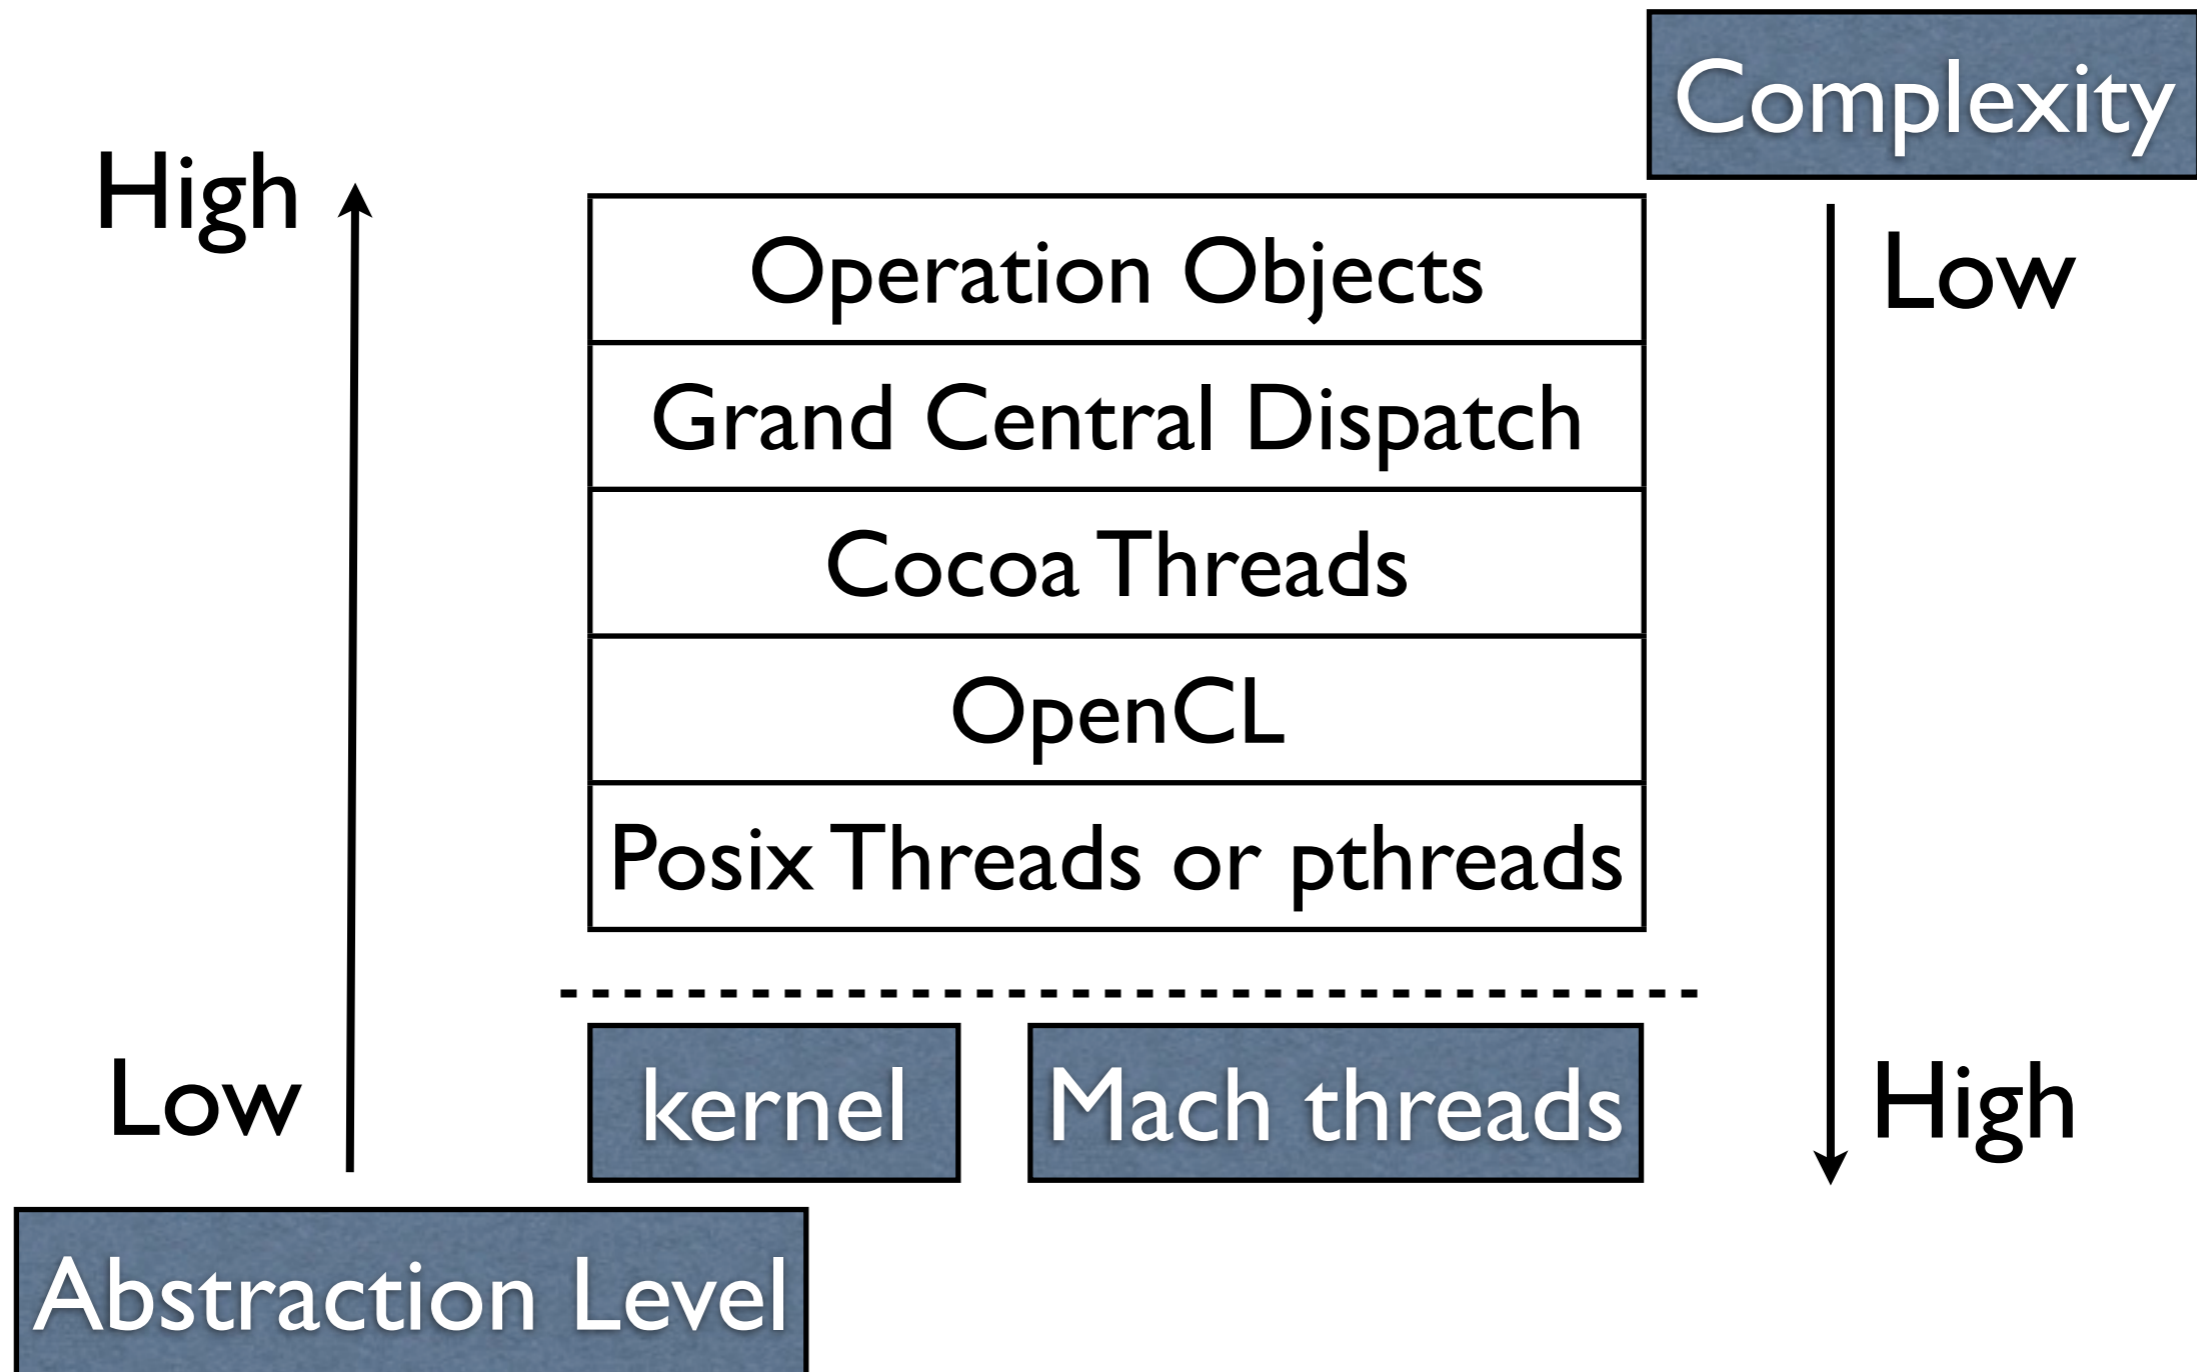 Complexity
High
Low
Operation Objects
Grand Central Dispatch
Cocoa Threads
OpenCL
Posix Threads or pthreads
Low
kernel
Mach threads
High
Abstraction Level